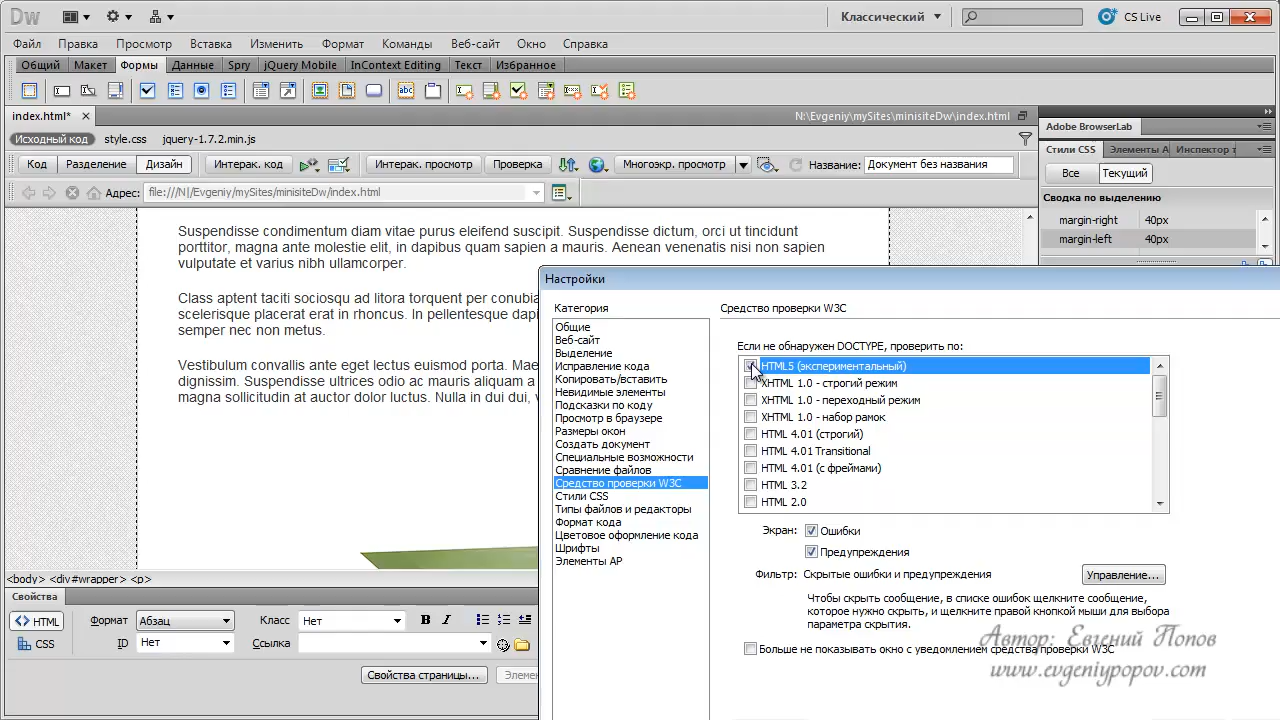 Dw
Классический
CS Live
Файл Правка Просмотр Вставка Изменить Формат Команды Веб-сайт Окно Справка
Общий Макет Формы Данные Spry jQuery Mobile InContext Editing Текст Избранное
abc
index.html* N:\Evgeniy\mySites\minisiteDw\index.html
Исходный код style.css jquery-1.7.2.min.js
Код Разделение Дизайн Интерак. код Интерак. просмотр Проверка Многоэкр. просмотр Название: Документ без названия
Адрес: file:///N|/Evgeniy/mySites/minisiteDw/index.html
Adobe BrowserLab
Стили CSS Элементы A Инспектор т
Все Текущий
Сводка по выделению
margin-right 40px
margin-left 40px
Suspendisse condimentum diam vitae purus eleifend suscipit. Suspendisse dictum, orci ut tincidunt
porttitor, magna ante molestie elit, in dapibus quam sapien a mauris. Aenean venenatis nisi non sapien
vulputate et varius nibh ullamcorper.
Class aptent taciti sociosqu ad litora torquent per conubia
scelerisque placerat erat in rhoncus. In pellentesque dapi
semper nec non metus.
Vestibulum convallis ante eget lectus euismod porta. Mae
dignissim. Suspendisse ultrices odio ac mauris aliquam a
magna sollicitudin at auctor dolor luctus. Nulla in dui dui, v
Настройки
Категория
Общие
Веб-сайт
Выделение
Исправление кода
Копировать/вставить
Невидимые элементы
Подсказки по коду
Просмотр в браузере
Размеры окон
Создать документ
Специальные возможности
Сравнение файлов
Средство проверки W3C
Стили CSS
Типы файлов и редакторы
Формат кода
Цветовое оформление кода
Шрифты
Элементы AP
Средство проверки W3C
Если не обнаружен DOCTYPE, проверить по:
HTML5 (экспериментальный)
XHTML 1.0 - строгий режим
XHTML 1.0 - переходный режим
XHTML 1.0 - набор рамок
HTML 4.01 (строгий)
HTML 4.01 Transitional
HTML 4.01 (с фреймами)
HTML 3.2
HTML 2.0
Экран: Ошибки
Предупреждения
Фильтр: Скрытые ошибки и предупреждения Управление...
Чтобы скрыть сообщение, в списке ошибок щелкните сообщение,
которое нужно скрыть, и щелкните правой кнопкой мыши для выбора
параметра скрытия.
Больше не показывать окно с уведомлением средства проверки W3C
Автор: Евгений Попов
www.evgeniypopov.com
<body> <div#wrapper> <p>
Свойства
HTML Формат Абзац Класс Нет B I
CSS ID Нет Ссылка
Свойства страницы... Элемен